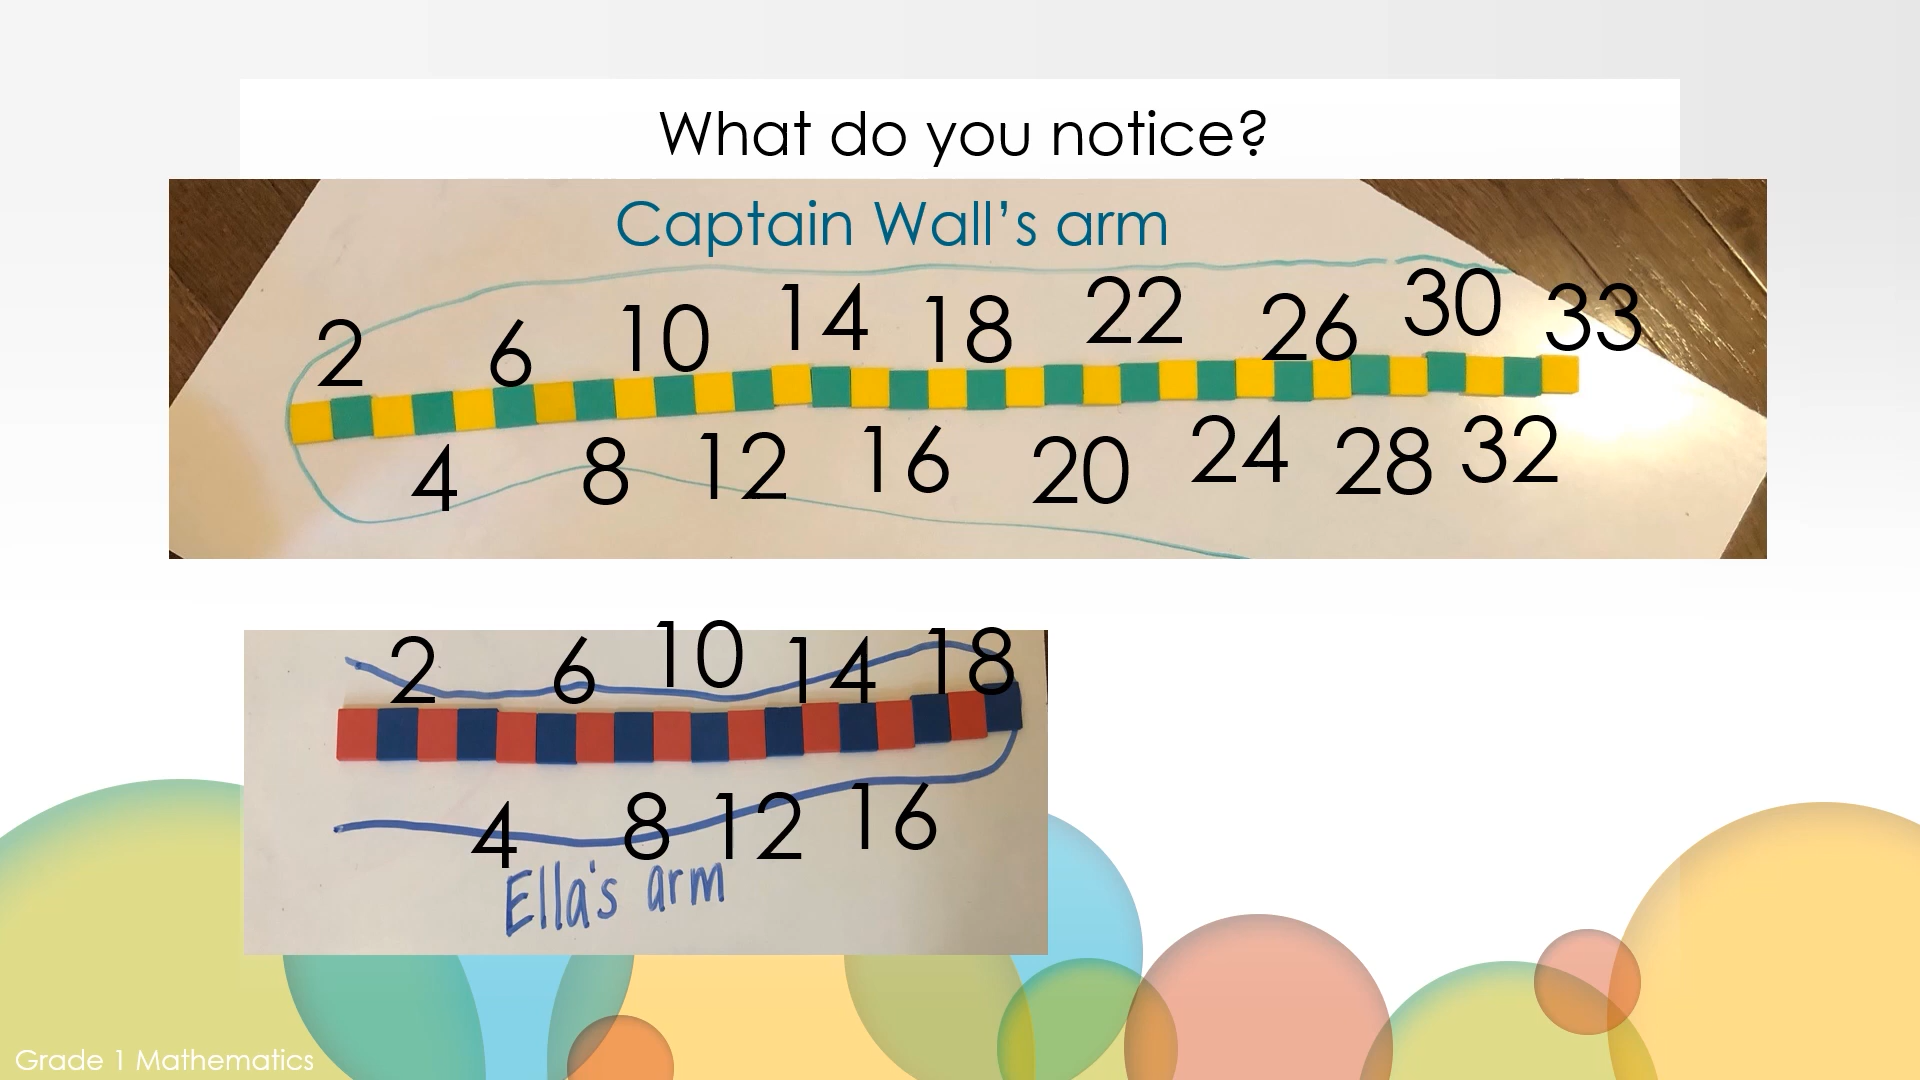 What do you notice?
Captain Wall's arm
2 6 10 14 18 22 26 30 33
4 8 12 16 20 24 28 32
2 6 10 14 18
4 8 12 16
Ella's arm
Grade 1 Mathematics